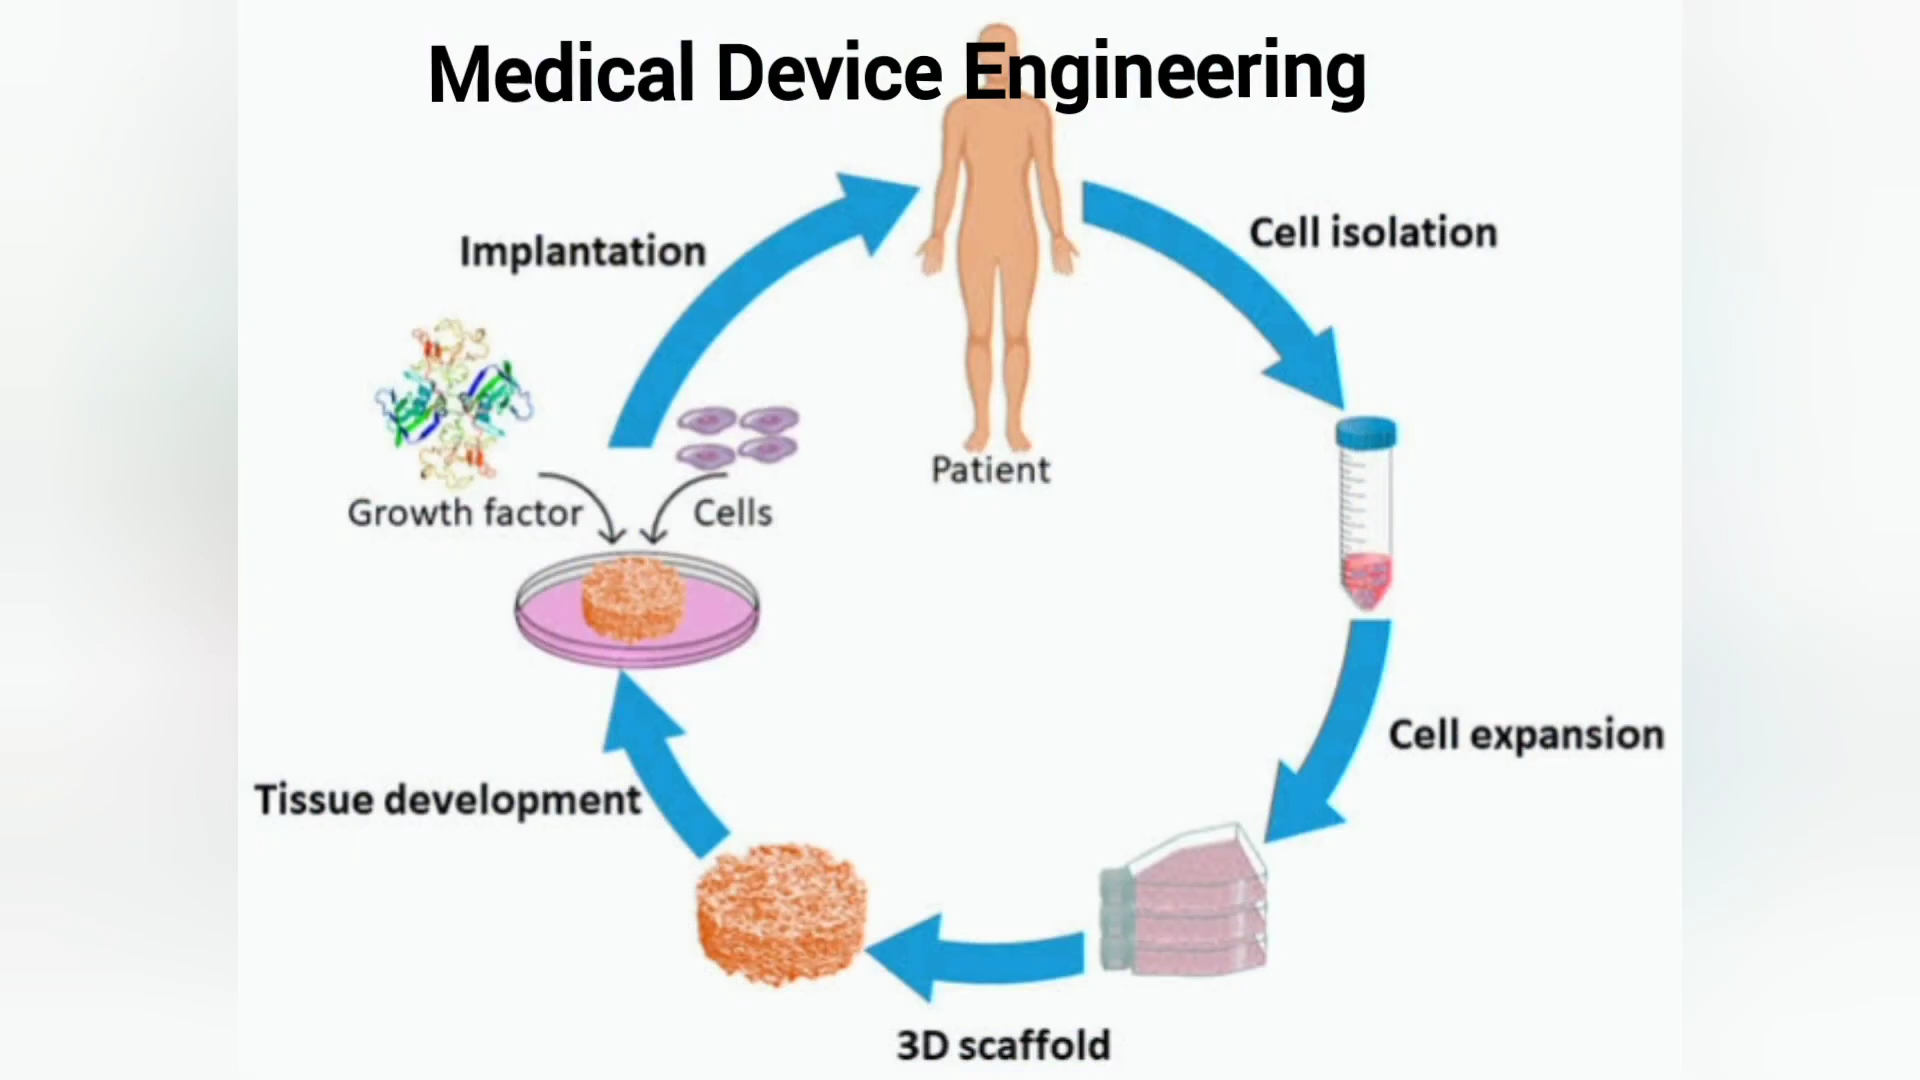 Medical Device Engineering
Implantation
Cell isolation
Growth factor
Cells
Patient
Cell expansion
Tissue development
3D scaffold